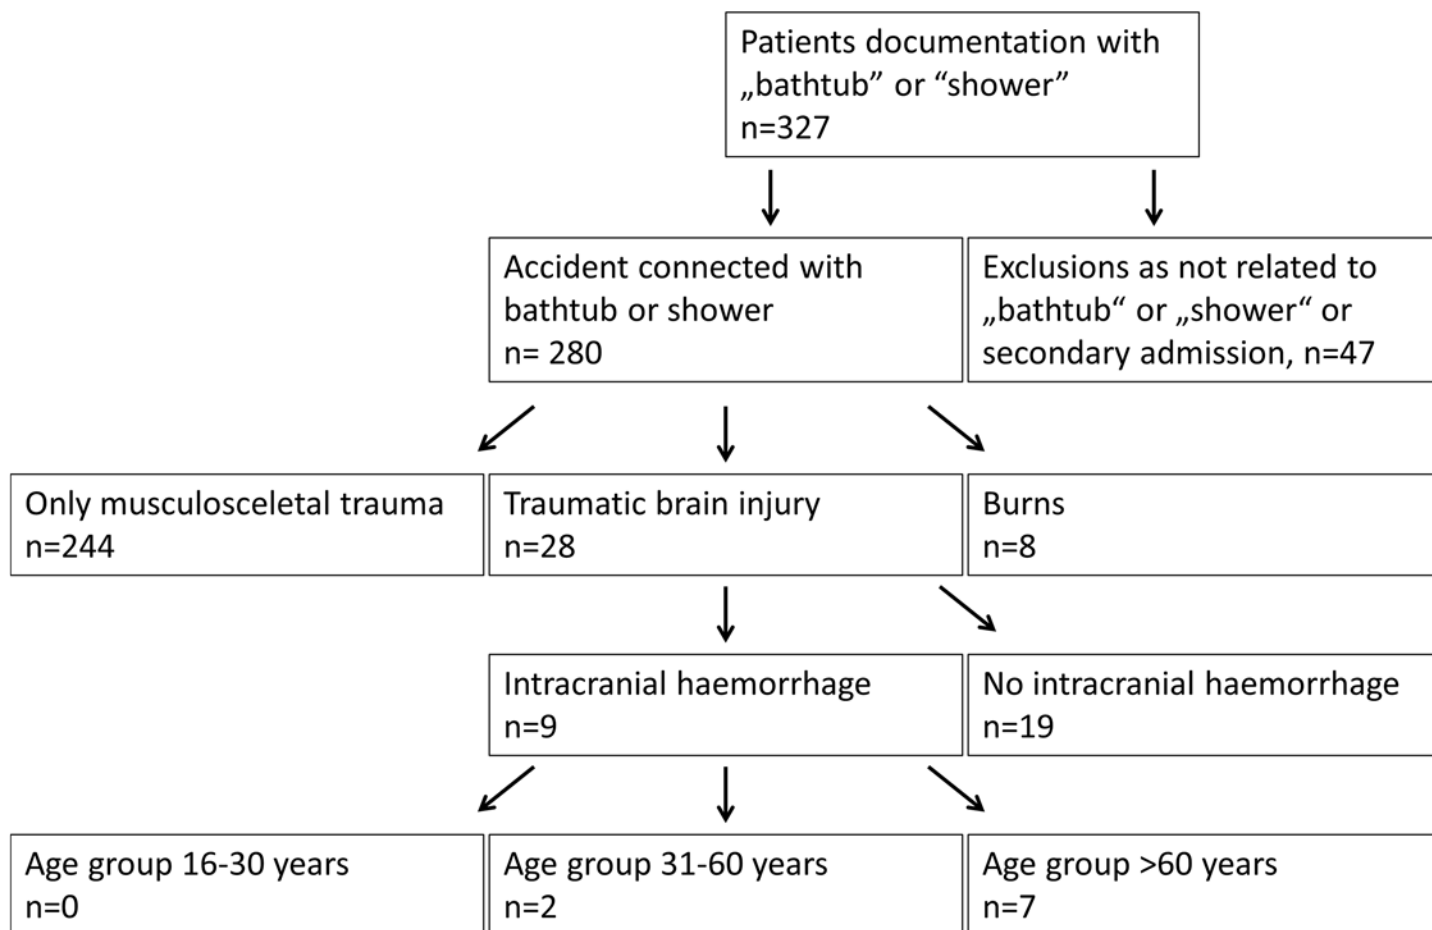 Patients documentation with
„bathtub” or “shower”
n=327
Accident connected with
bathtub or shower
n= 280
Exclusions as not related to
„bathtub“ or „shower“ or
secondary admission, n=47
Only musculosceletal trauma
n=244
Traumatic brain injury
n=28
Burns
n=8
Intracranial haemorrhage
n=9
No intracranial haemorrhage
n=19
Age group 16-30 years
n=0
Age group 31-60 years
n=2
Age group >60 years
n=7